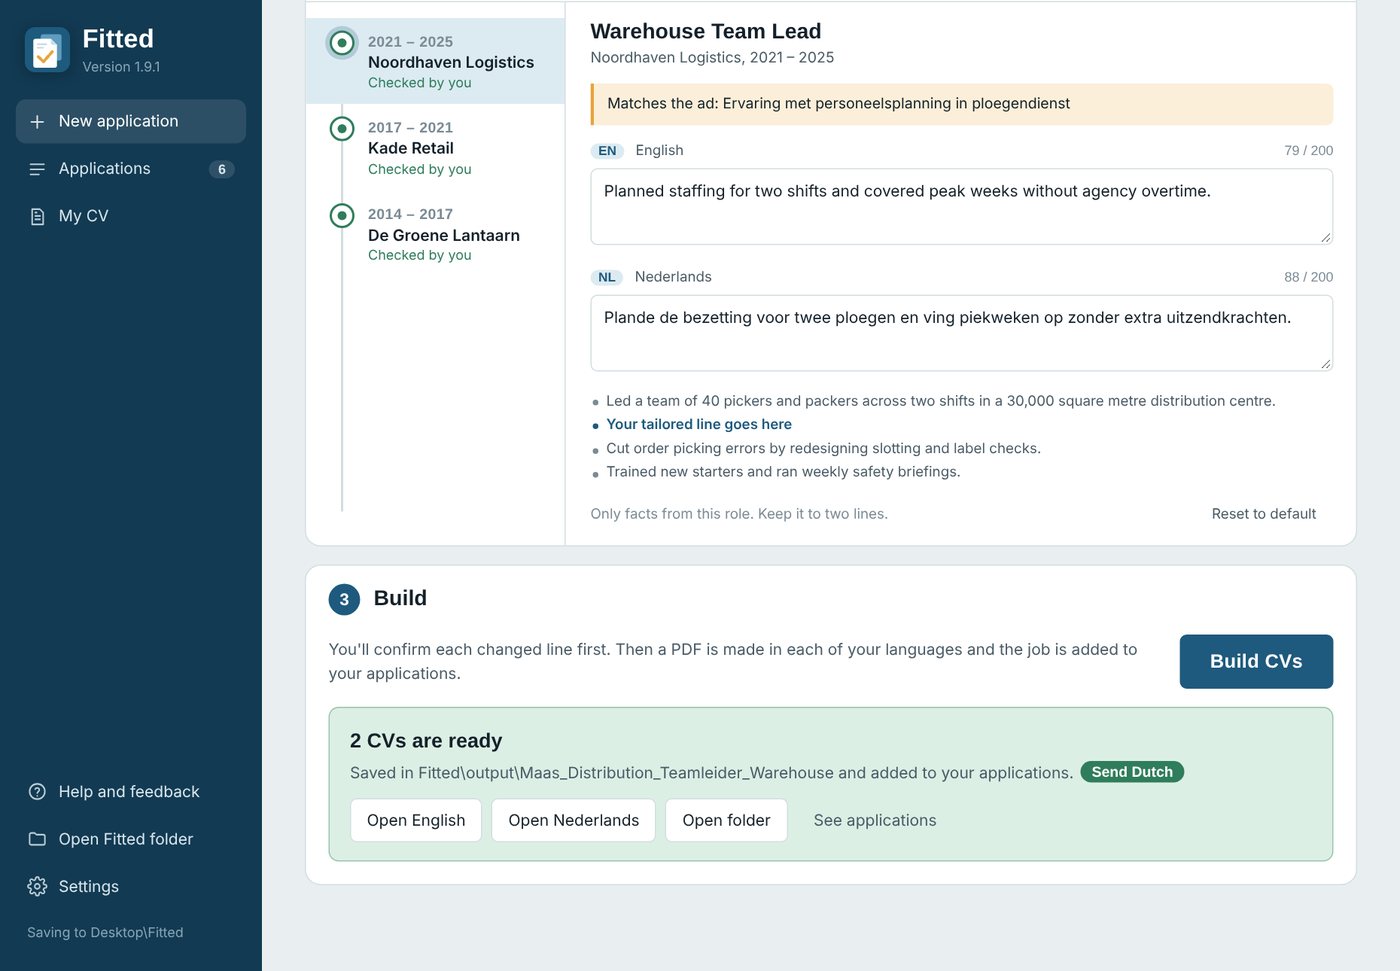 Fitted
Version 1.9.1
New application
Applications 6
My CV
Help and feedback
Open Fitted folder
Settings
Saving to Desktop\Fitted
2021 – 2025
Noordhaven Logistics
Checked by you
2017 – 2021
Kade Retail
Checked by you
2014 – 2017
De Groene Lantaarn
Checked by you
Warehouse Team Lead
Noordhaven Logistics, 2021 – 2025
Matches the ad: Ervaring met personeelsplanning in ploegendienst
EN English 79 / 200
Planned staffing for two shifts and covered peak weeks without agency overtime.
NL Nederlands 88 / 200
Plande de bezetting voor twee ploegen en ving piekweken op zonder extra uitzendkrachten.
Led a team of 40 pickers and packers across two shifts in a 30,000 square metre distribution centre.
Your tailored line goes here
Cut order picking errors by redesigning slotting and label checks.
Trained new starters and ran weekly safety briefings.
Only facts from this role. Keep it to two lines. Reset to default
3 Build
You'll confirm each changed line first. Then a PDF is made in each of your languages and the job is added to
your applications.
Build CVs
2 CVs are ready
Saved in Fitted\output\Maas_Distribution_Teamleider_Warehouse and added to your applications. Send Dutch
Open English Open Nederlands Open folder See applications